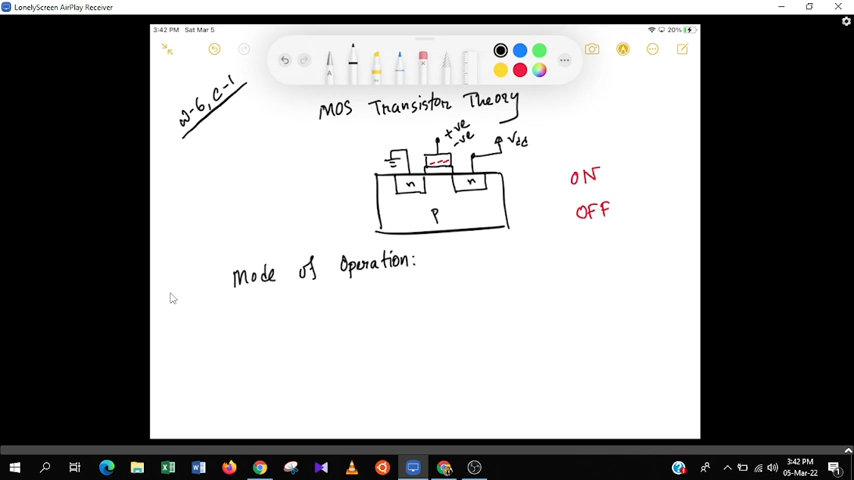 LonelyScreen AirPlay Receiver
3:42 PM Sat Mar 5
20%
A
W-6, C-1
MOS Transistor Theory
+ve
-ve
Vdd
n
n
P
ON
OFF
Mode of Operation:
3:42 PM
05-Mar-22